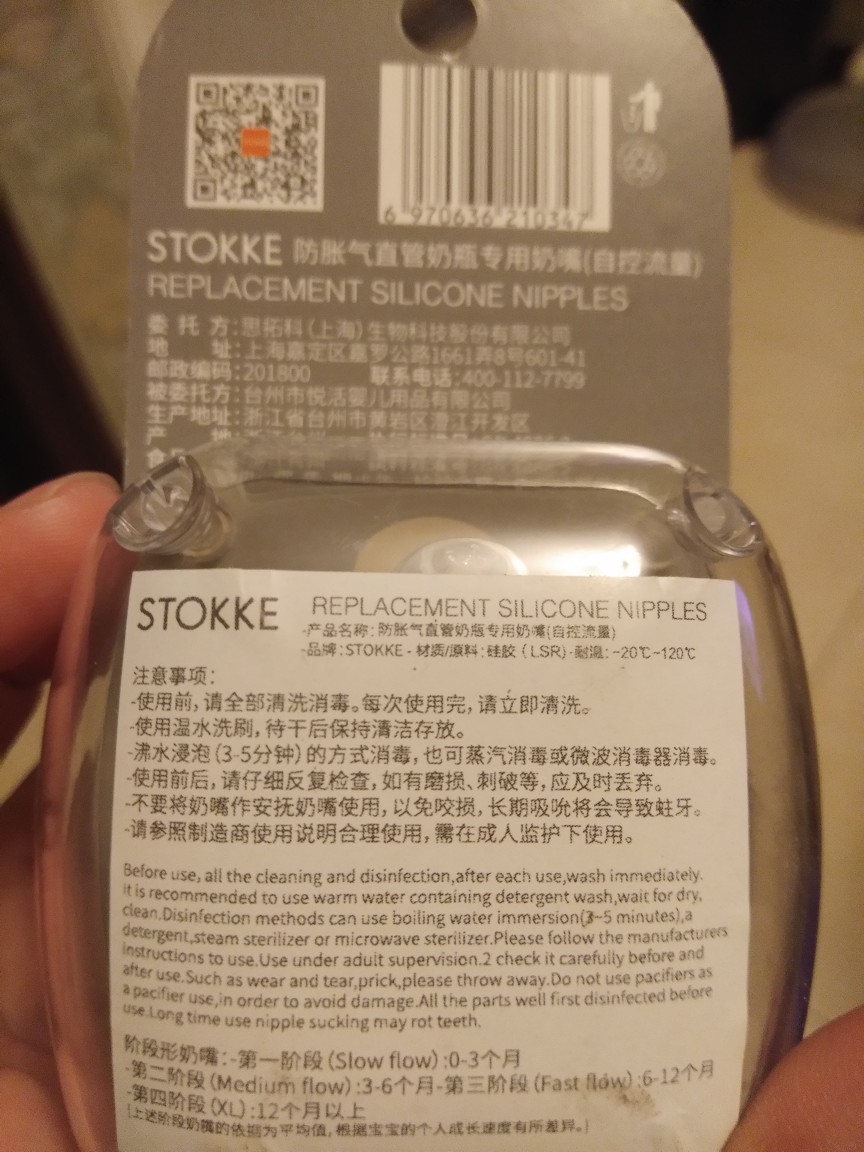 6 970636 210347
STOKKE 防胀气直管奶瓶专用奶嘴(自控流量)
REPLACEMENT SILICONE NIPPLES
委托方:思拓科(上海)生物科技股份有限公司
地址:上海嘉定区嘉罗公路1661弄8号601-41
邮政编码:201800 联系电话:400-112-7799
被委托方:台州市悦活婴儿用品有限公司
生产地址:浙江省台州市黄岩区澄江开发区
产地:浙江台州
STOKKE REPLACEMENT SILICONE NIPPLES
-产品名称:防胀气直管奶瓶专用奶嘴(自控流量)
-品牌:STOKKE-材质/原料:硅胶(LSR)-耐温:-20℃~120℃
注意事项:
-使用前,请全部清洗消毒。每次使用完,请立即清洗。
-使用温水洗刷,待干后保持清洁存放。
-沸水浸泡(3-5分钟)的方式消毒,也可蒸汽消毒或微波消毒器消毒。
-使用前后,请仔细反复检查,如有磨损、刺破等,应及时丢弃。
-不要将奶嘴作安抚奶嘴使用,以免咬损,长期吸吮将会导致蛀牙。
-请参照制造商使用说明合理使用,需在成人监护下使用。
Before use, all the cleaning and disinfection,after each use,wash immediately.
it is recommended to use warm water containing detergent wash,wait for dry,
clean.Disinfection methods can use boiling water immersion(3~5 minutes),a
detergent,steam sterilizer or microwave sterilizer.Please follow the manufacturers
instructions to use.Use under adult supervision.2 check it carefully before and
after use.Such as wear and tear,prick,please throw away.Do not use pacifiers as
a pacifier use,in order to avoid damage.All the parts well first disinfected before
use.Long time use nipple sucking may rot teeth.
阶段形奶嘴:-第一阶段(Slow flow):0-3个月
-第二阶段(Medium flow):3-6个月-第三阶段(Fast flow):6-12个月
-第四阶段(XL):12个月以上
[上述阶段奶嘴的依据为平均值,根据宝宝的个人成长速度有所差异。]